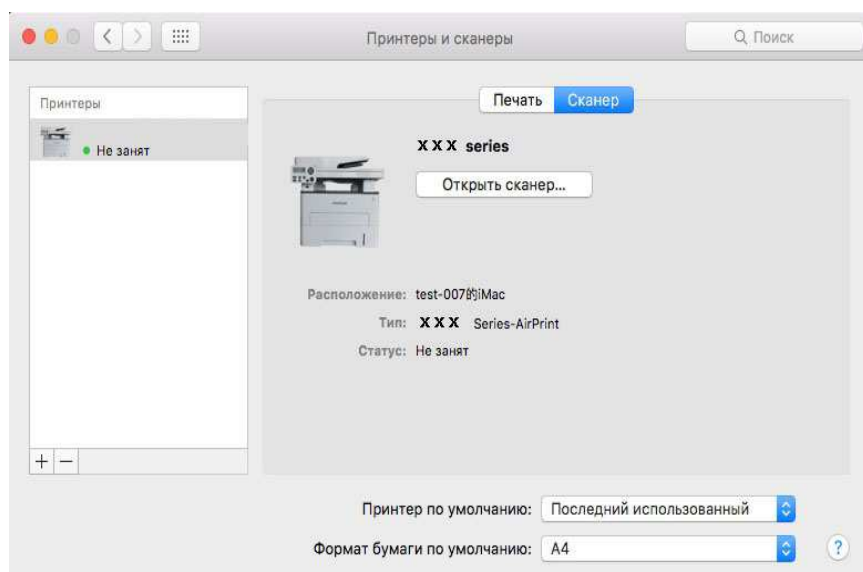 Принтеры и сканеры
Поиск
Принтеры
Не занят
Печать Сканер
X X X series
Открыть сканер...
Расположение: test-007的iMac
Тип: X X X Series-AirPrint
Статус: Не занят
+ −
Принтер по умолчанию: Последний использованный
Формат бумаги по умолчанию: A4
?